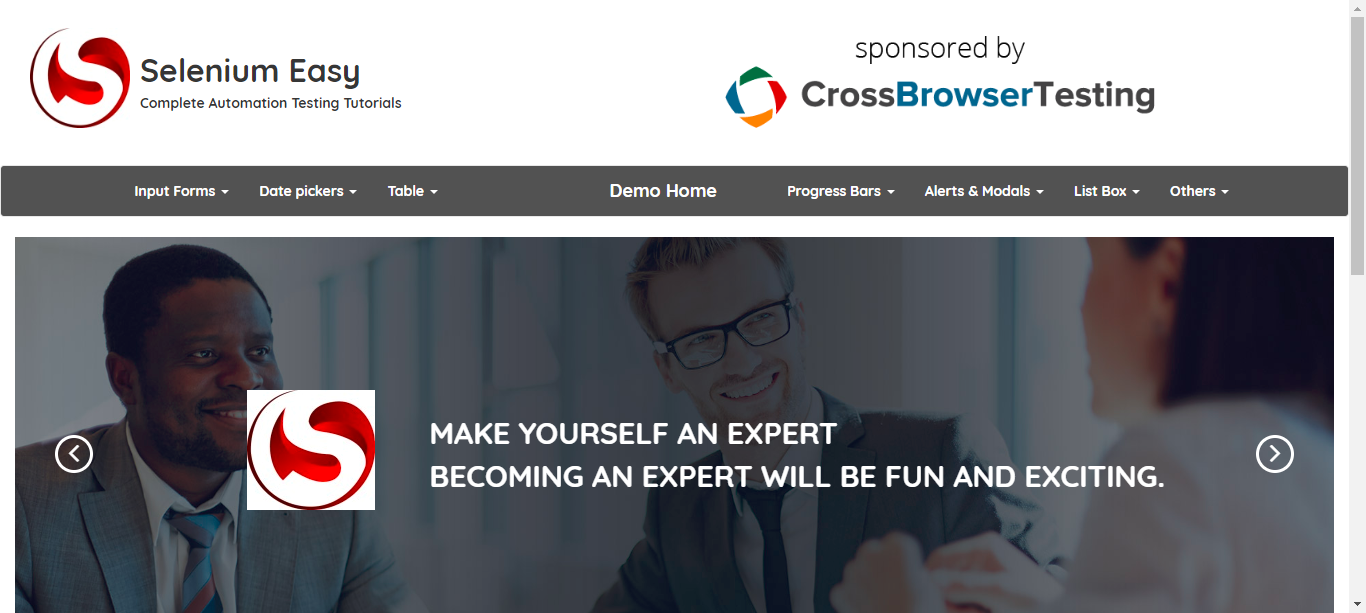 Selenium Easy
Complete Automation Testing Tutorials
sponsored by
CrossBrowserTesting
Input Forms
Date pickers
Table
Demo Home
Progress Bars
Alerts & Modals
List Box
Others
MAKE YOURSELF AN EXPERT
BECOMING AN EXPERT WILL BE FUN AND EXCITING.